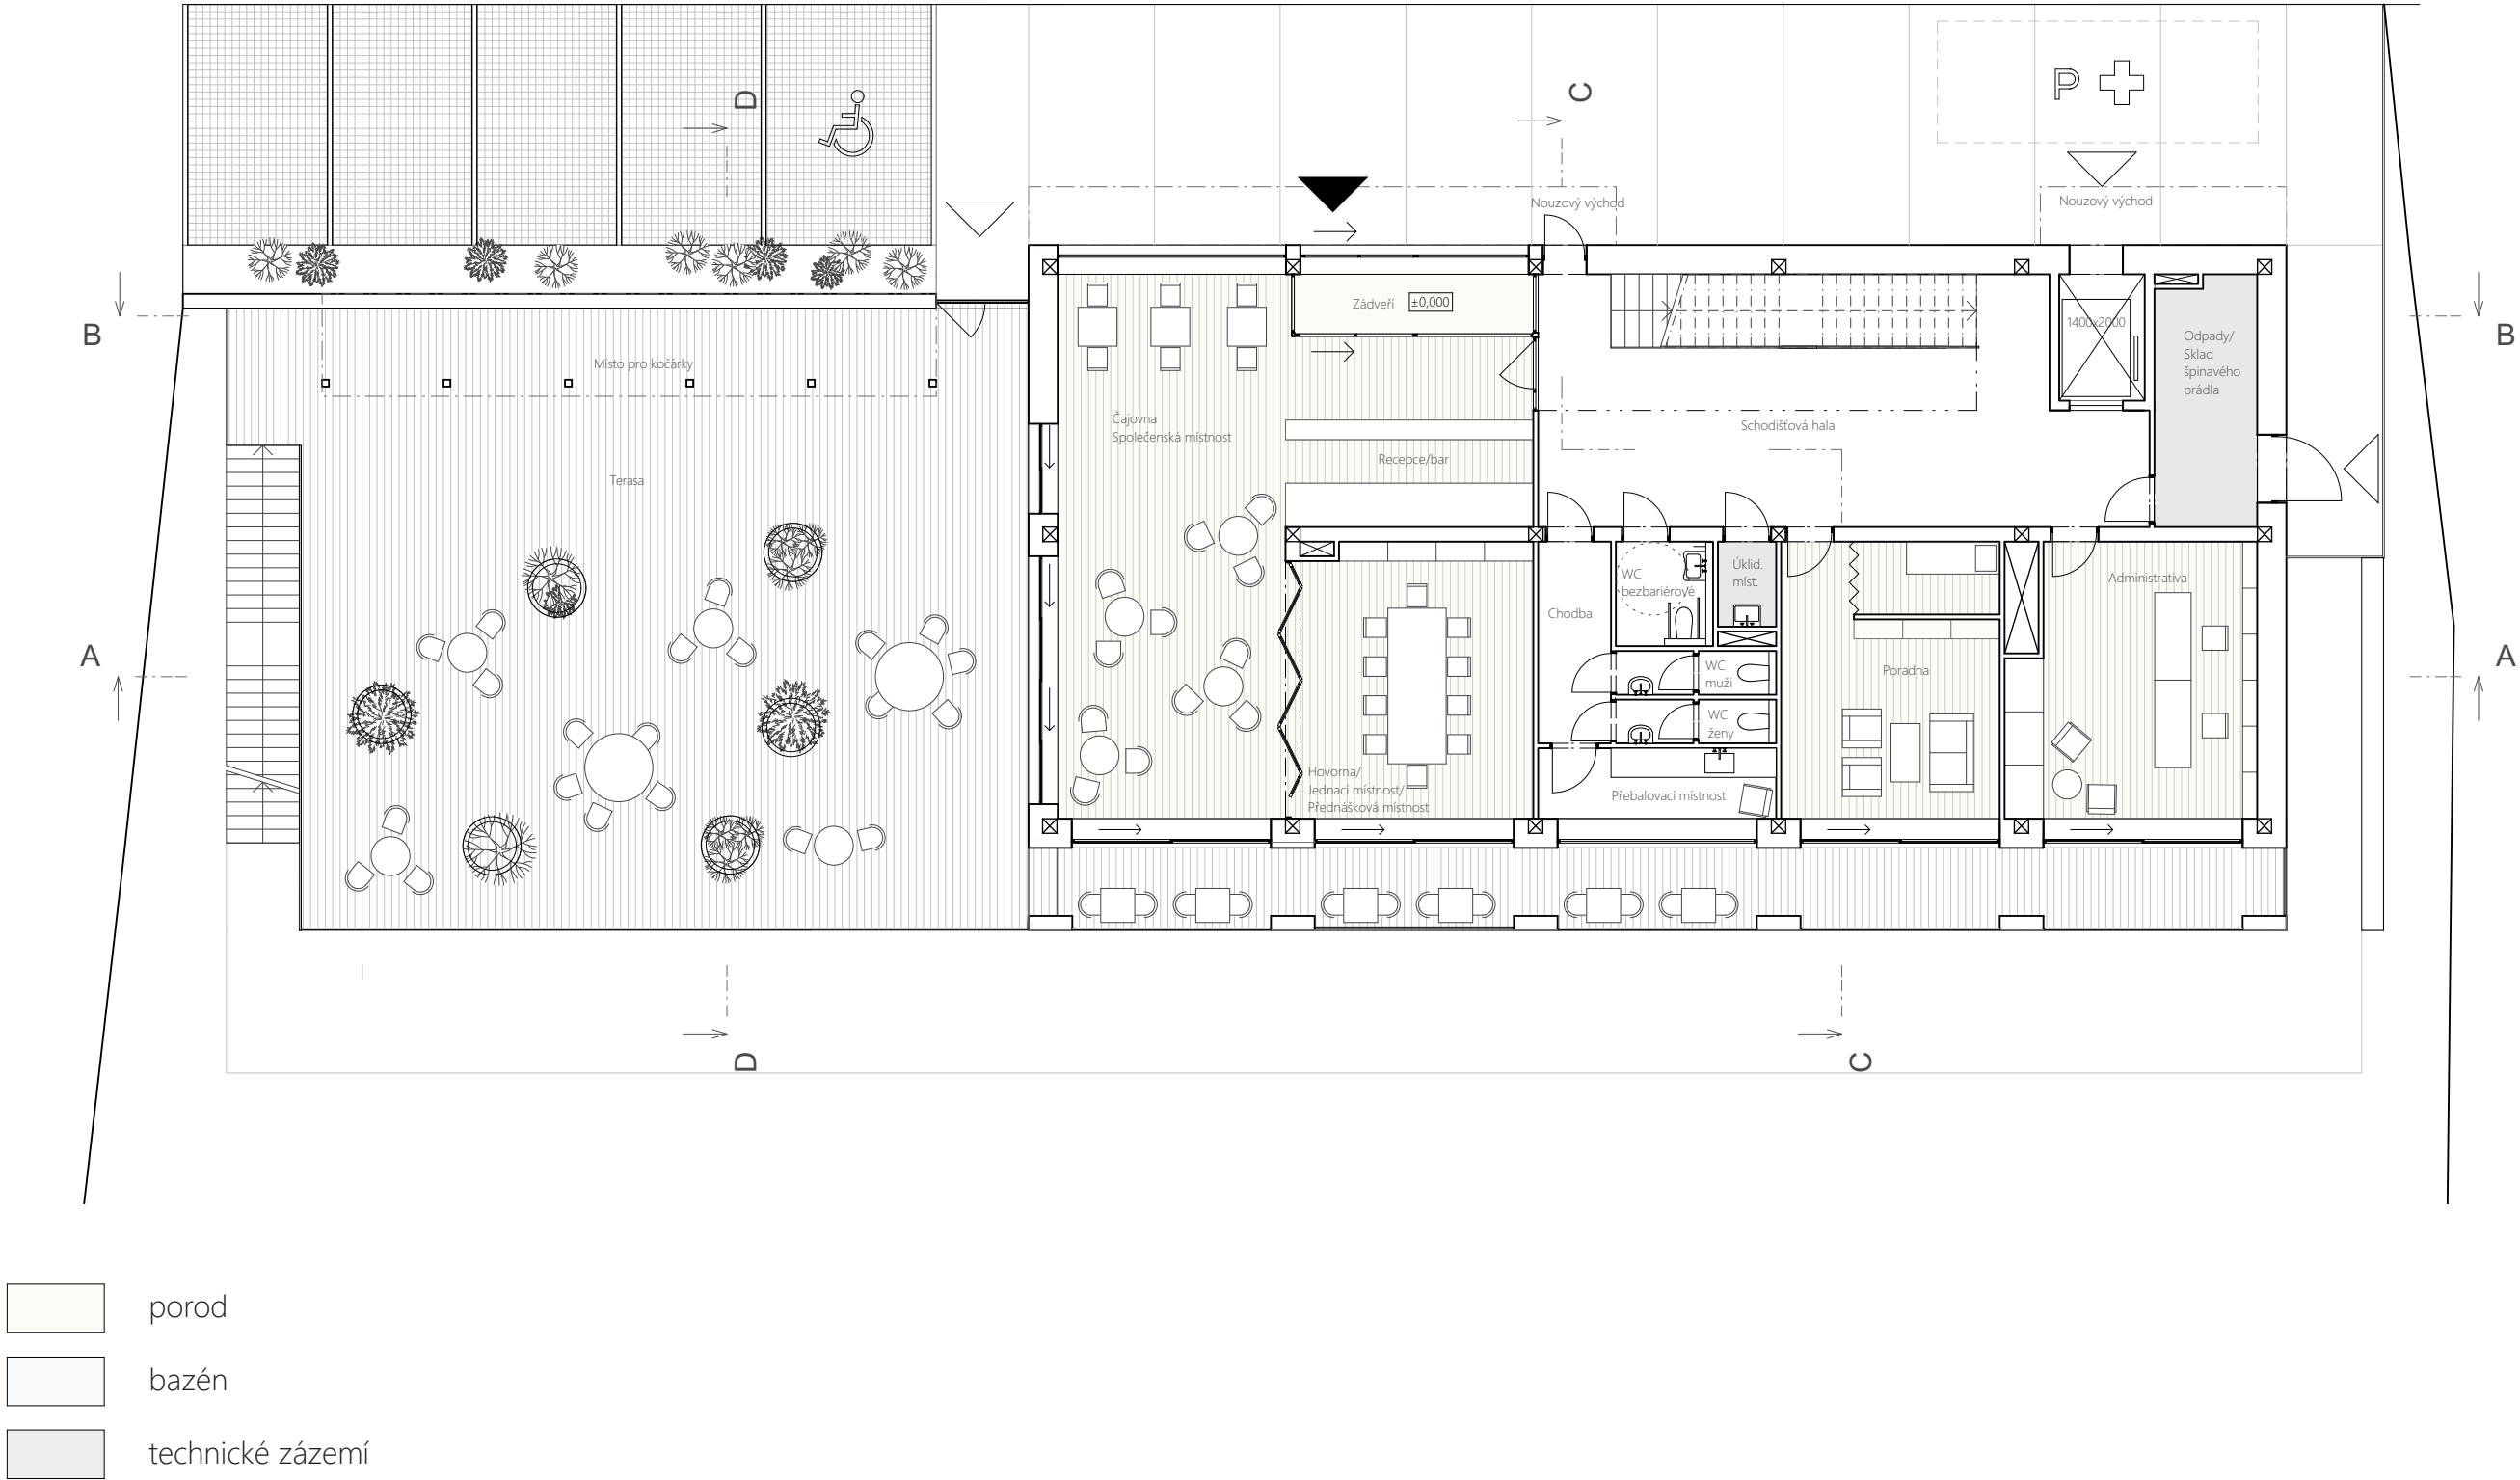 D
C
P
Nouzový východ
Nouzový východ
B
B
Zádveří
±0,000
1400x2000
Odpady/
Sklad
špinavého
prádla
Místo pro kočárky
Čajovna
Společenská místnost
Schodišťová hala
Recepce/bar
Terasa
Úklid.
míst.
WC
bezbariérové
Administrativa
Chodba
A
A
WC
muži
Poradna
WC
ženy
Hovorna/
Jednací místnost/
Přednášková místnost
Přebalovací místnost
D
C
porod
bazén
technické zázemí